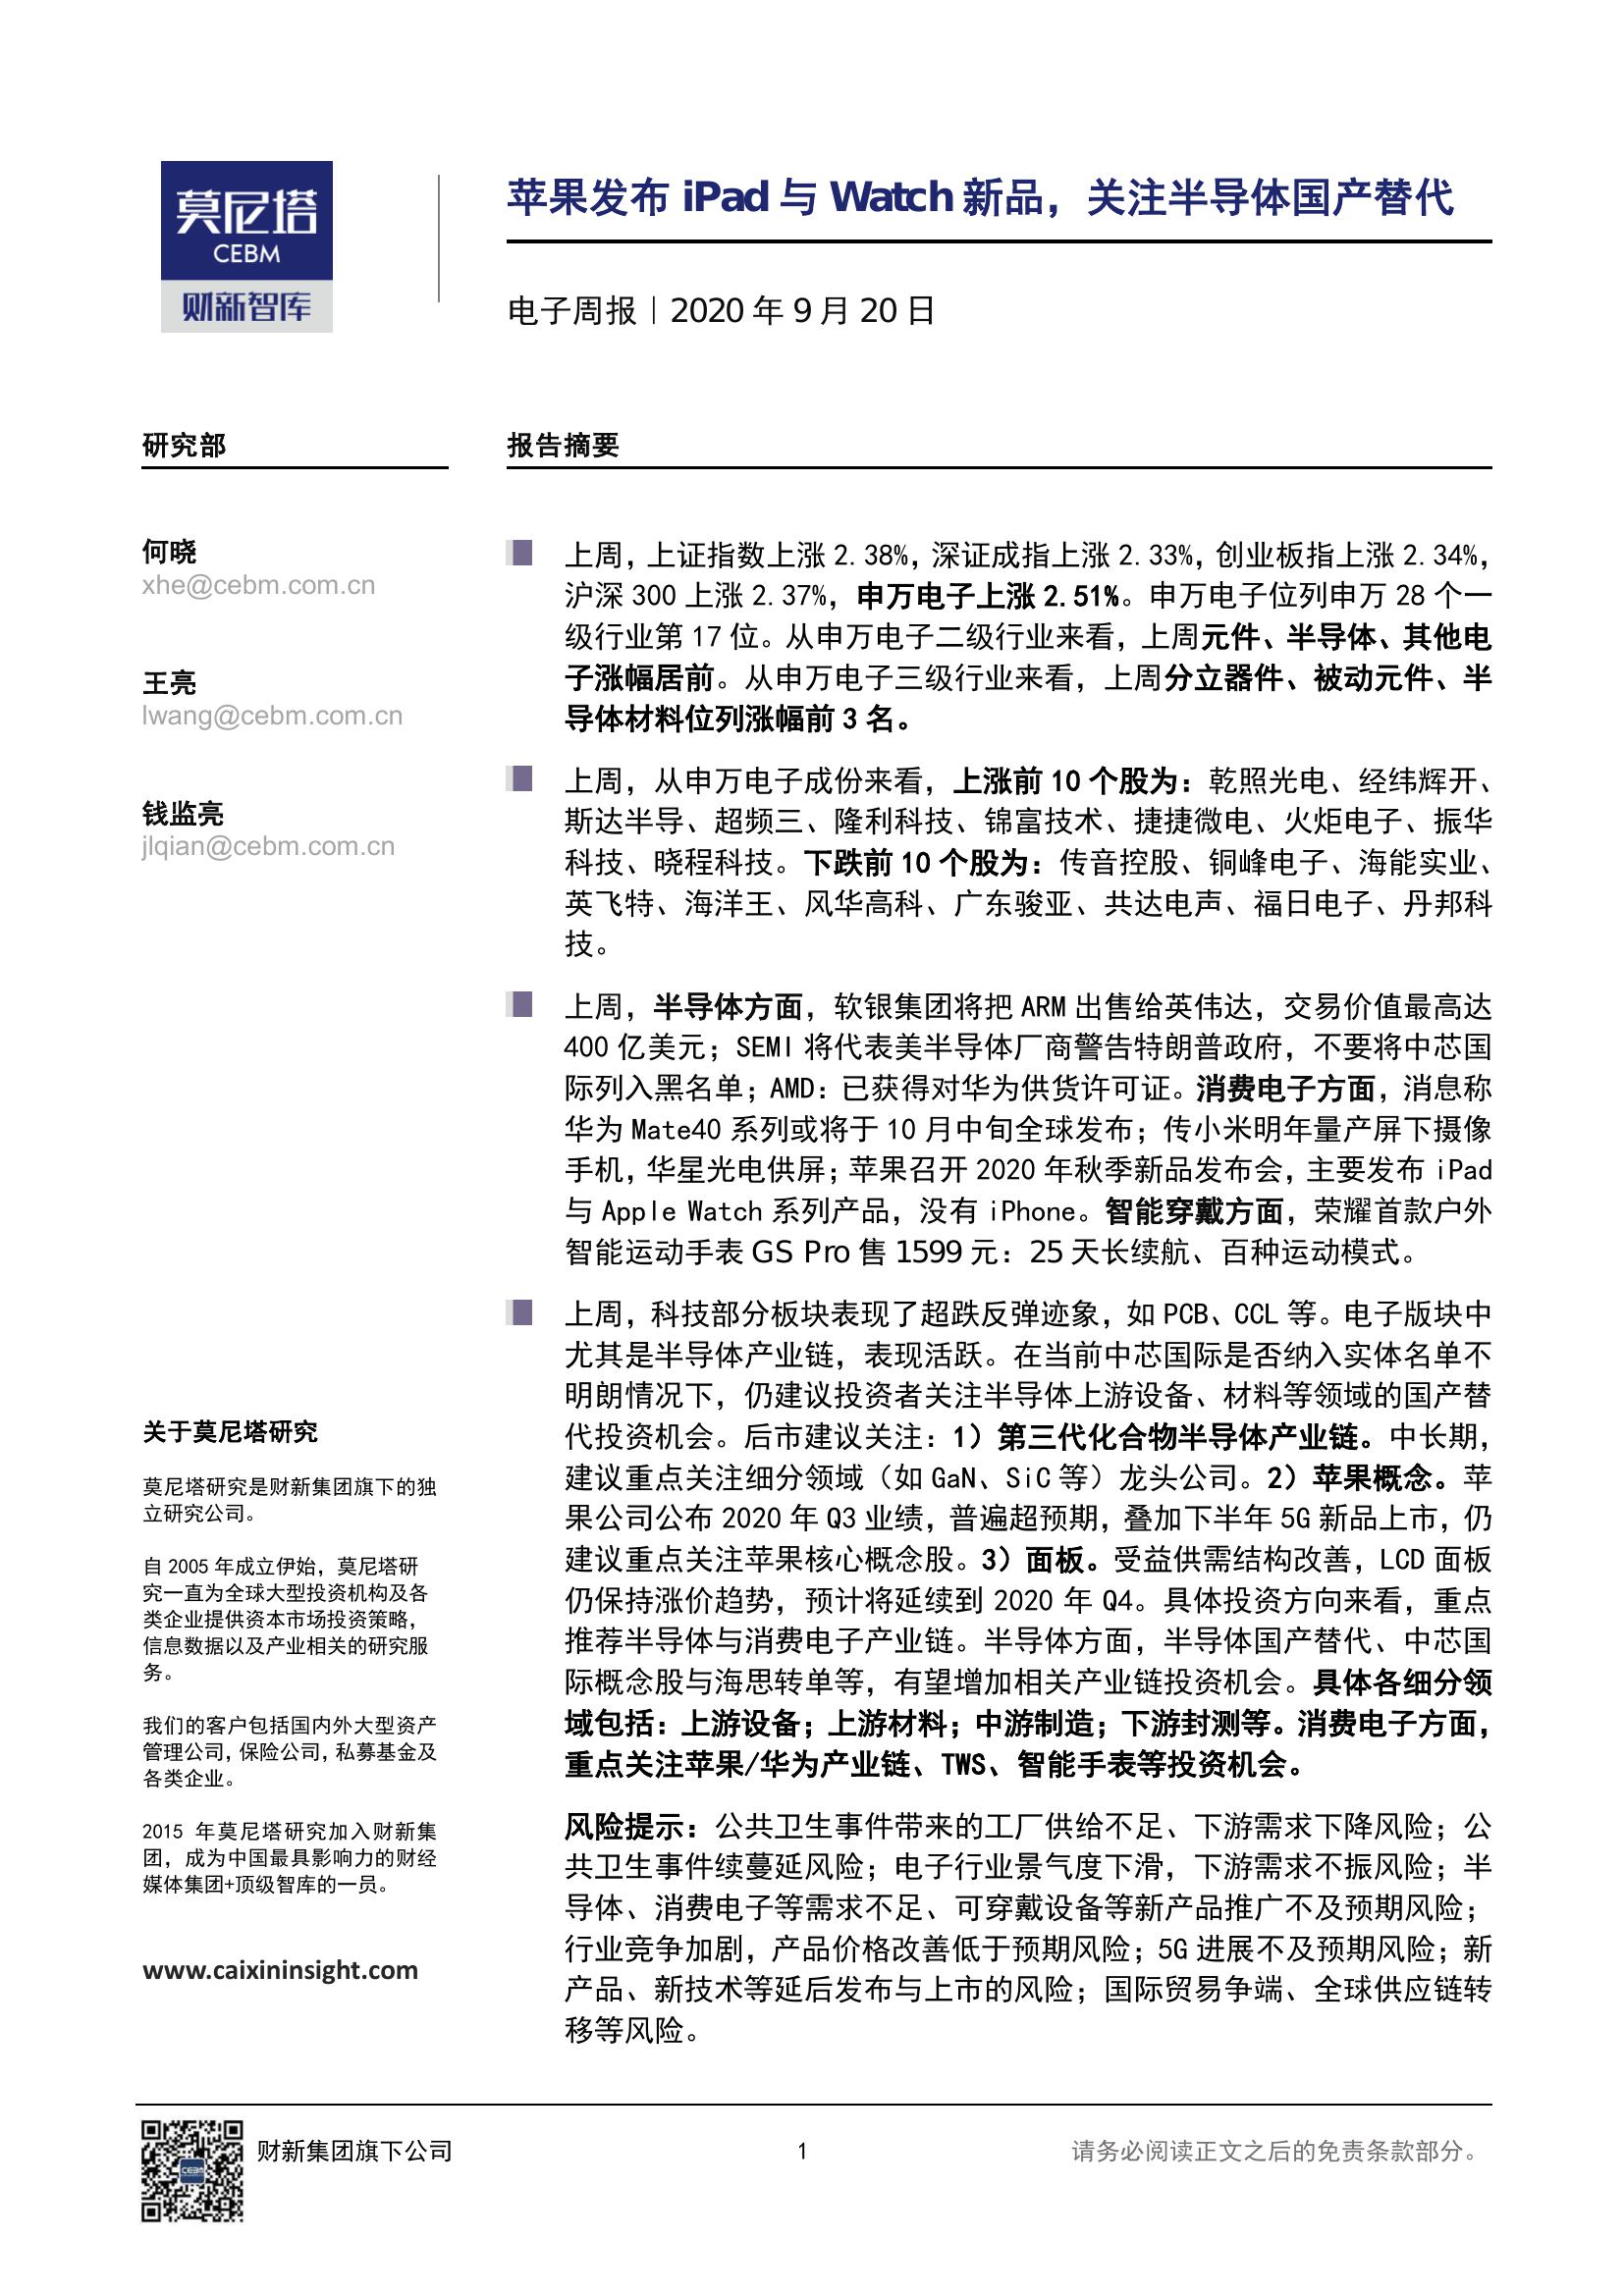 莫尼塔
CEBM
财新智库
苹果发布 iPad 与 Watch 新品，关注半导体国产替代
电子周报｜2020 年 9 月 20 日
研究部
何晓
xhe@cebm.com.cn
王亮
lwang@cebm.com.cn
钱监亮
jlqian@cebm.com.cn
关于莫尼塔研究
莫尼塔研究是财新集团旗下的独
立研究公司。
自 2005 年成立伊始，莫尼塔研
究一直为全球大型投资机构及各
类企业提供资本市场投资策略，
信息数据以及产业相关的研究服
务。
我们的客户包括国内外大型资产
管理公司，保险公司，私募基金及
各类企业。
2015 年莫尼塔研究加入财新集
团，成为中国最具影响力的财经
媒体集团+顶级智库的一员。
www.caixininsight.com
报告摘要
上周，上证指数上涨 2.38%，深证成指上涨 2.33%，创业板指上涨 2.34%，
沪深 300 上涨 2.37%，申万电子上涨 2.51%。申万电子位列申万 28 个一
级行业第 17 位。从申万电子二级行业来看，上周元件、半导体、其他电
子涨幅居前。从申万电子三级行业来看，上周分立器件、被动元件、半
导体材料位列涨幅前 3 名。
上周，从申万电子成份来看，上涨前 10 个股为：乾照光电、经纬辉开、
斯达半导、超频三、隆利科技、锦富技术、捷捷微电、火炬电子、振华
科技、晓程科技。下跌前 10 个股为：传音控股、铜峰电子、海能实业、
英飞特、海洋王、风华高科、广东骏亚、共达电声、福日电子、丹邦科
技。
上周，半导体方面，软银集团将把 ARM 出售给英伟达，交易价值最高达
400 亿美元；SEMI 将代表美半导体厂商警告特朗普政府，不要将中芯国
际列入黑名单；AMD：已获得对华为供货许可证。消费电子方面，消息称
华为 Mate40 系列或将于 10 月中旬全球发布；传小米明年量产屏下摄像
手机，华星光电供屏；苹果召开 2020 年秋季新品发布会，主要发布 iPad
与 Apple Watch 系列产品，没有 iPhone。智能穿戴方面，荣耀首款户外
智能运动手表 GS Pro 售 1599 元：25 天长续航、百种运动模式。
上周，科技部分板块表现了超跌反弹迹象，如 PCB、CCL 等。电子版块中
尤其是半导体产业链，表现活跃。在当前中芯国际是否纳入实体名单不
明朗情况下，仍建议投资者关注半导体上游设备、材料等领域的国产替
代投资机会。后市建议关注：1）第三代化合物半导体产业链。中长期，
建议重点关注细分领域（如 GaN、SiC 等）龙头公司。2）苹果概念。苹
果公司公布 2020 年 Q3 业绩，普遍超预期，叠加下半年 5G 新品上市，仍
建议重点关注苹果核心概念股。3）面板。受益供需结构改善，LCD 面板
仍保持涨价趋势，预计将延续到 2020 年 Q4。具体投资方向来看，重点
推荐半导体与消费电子产业链。半导体方面，半导体国产替代、中芯国
际概念股与海思转单等，有望增加相关产业链投资机会。具体各细分领
域包括：上游设备；上游材料；中游制造；下游封测等。消费电子方面，
重点关注苹果/华为产业链、TWS、智能手表等投资机会。
风险提示：公共卫生事件带来的工厂供给不足、下游需求下降风险；公
共卫生事件续蔓延风险；电子行业景气度下滑，下游需求不振风险；半
导体、消费电子等需求不足、可穿戴设备等新产品推广不及预期风险；
行业竞争加剧，产品价格改善低于预期风险；5G 进展不及预期风险；新
产品、新技术等延后发布与上市的风险；国际贸易争端、全球供应链转
移等风险。
CEBM
财新集团旗下公司
1
请务必阅读正文之后的免责条款部分。